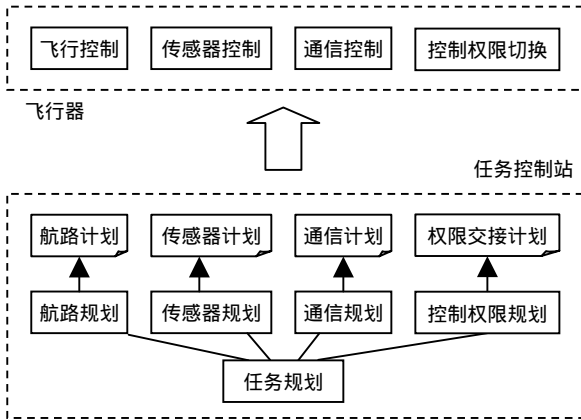 飞行控制
传感器控制
通信控制
控制权限切换
飞行器
任务控制站
航路计划
传感器计划
通信计划
权限交接计划
航路规划
传感器规划
通信规划
控制权限规划
任务规划